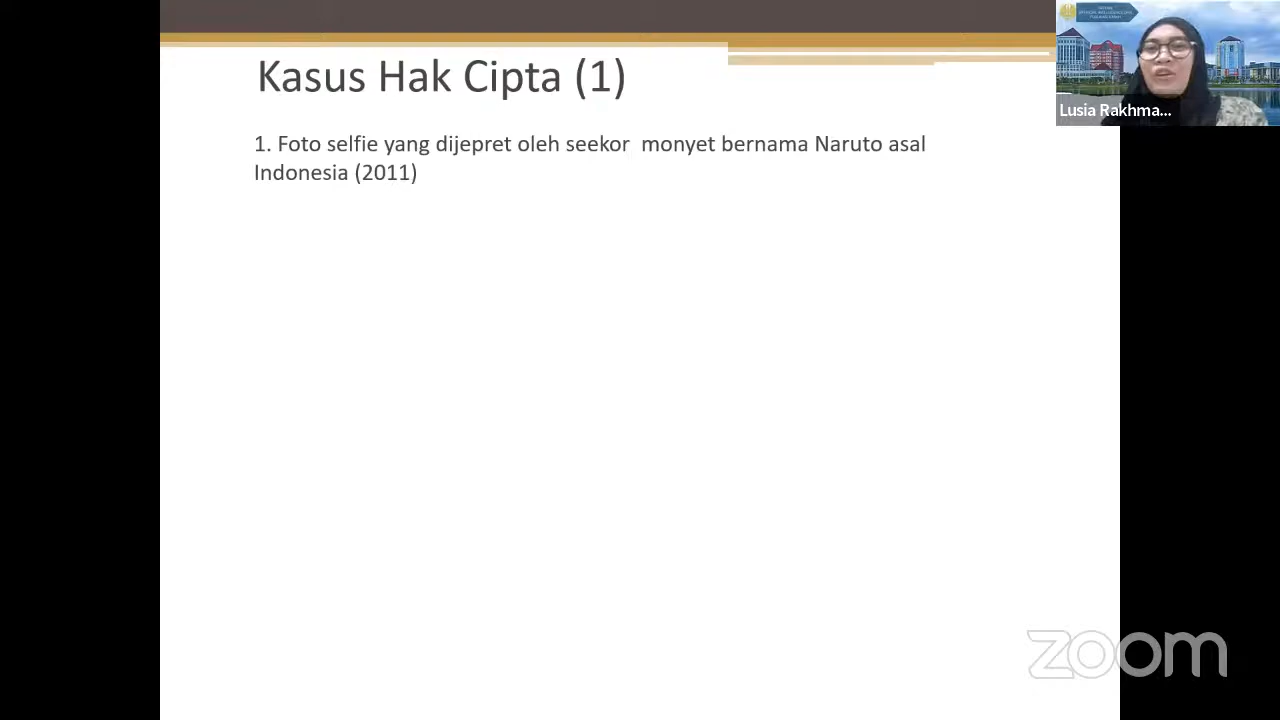 Kasus Hak Cipta (1)
Lusia Rakhma...
1. Foto selfie yang dijepret oleh seekor  monyet bernama Naruto asal
Indonesia (2011)
zoom